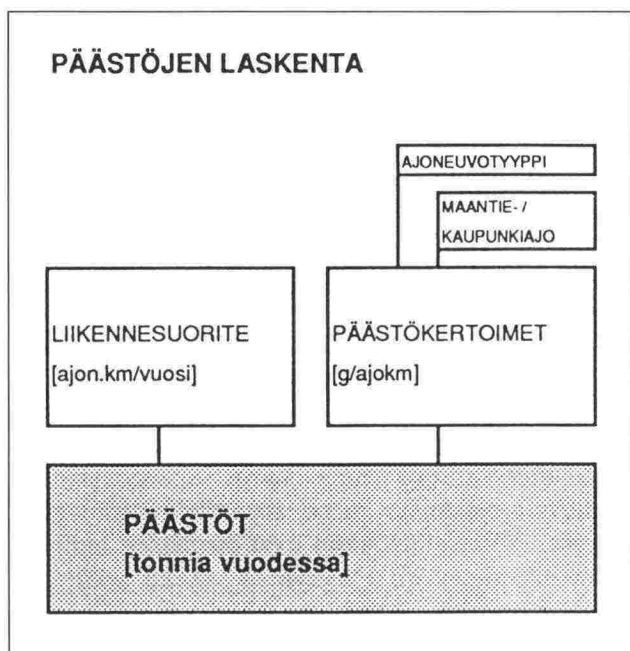 PÄÄSTÖJEN LASKENTA
AJONEUVOTYYPPI
MAANTIE- /
KAUPUNKIAJO
LIIKENNESUORITE
[ajon.km/vuosi]
PÄÄSTÖKERTOIMET
[g/ajokm]
PÄÄSTÖT
[tonnia vuodessa]